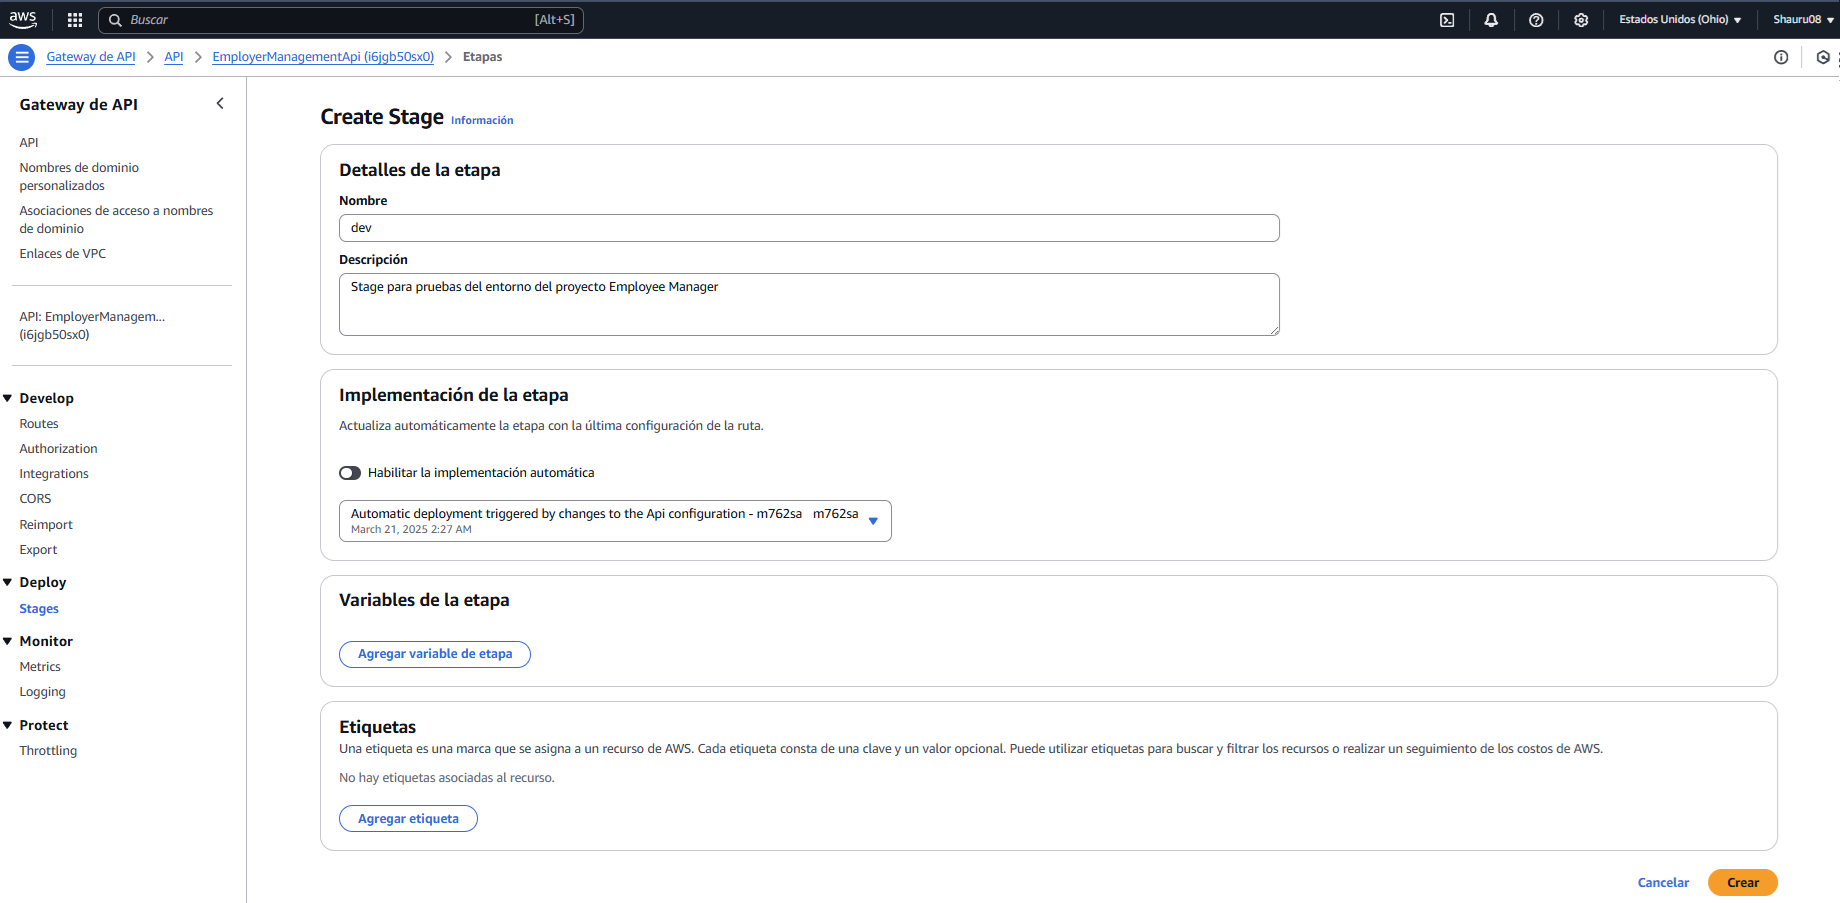 aws
Buscar
[Alt+S]
Estados Unidos (Ohio)
Shauru08
Gateway de API
API
EmployerManagementApi (i6jgb50sx0)
Etapas
Gateway de API
API
Nombres de dominio
personalizados
Asociaciones de acceso a nombres
de dominio
Enlaces de VPC
API: EmployerManagem...
(i6jgb50sx0)
Develop
Routes
Authorization
Integrations
CORS
Reimport
Export
Deploy
Stages
Monitor
Metrics
Logging
Protect
Throttling
Create Stage Información
Detalles de la etapa
Nombre
dev
Descripción
Stage para pruebas del entorno del proyecto Employee Manager
Implementación de la etapa
Actualiza automáticamente la etapa con la última configuración de la ruta.
Habilitar la implementación automática
Automatic deployment triggered by changes to the Api configuration - m762sa m762sa
March 21, 2025 2:27 AM
Variables de la etapa
Agregar variable de etapa
Etiquetas
Una etiqueta es una marca que se asigna a un recurso de AWS. Cada etiqueta consta de una clave y un valor opcional. Puede utilizar etiquetas para buscar y filtrar los recursos o realizar un seguimiento de los costos de AWS.
No hay etiquetas asociadas al recurso.
Agregar etiqueta
Cancelar
Crear